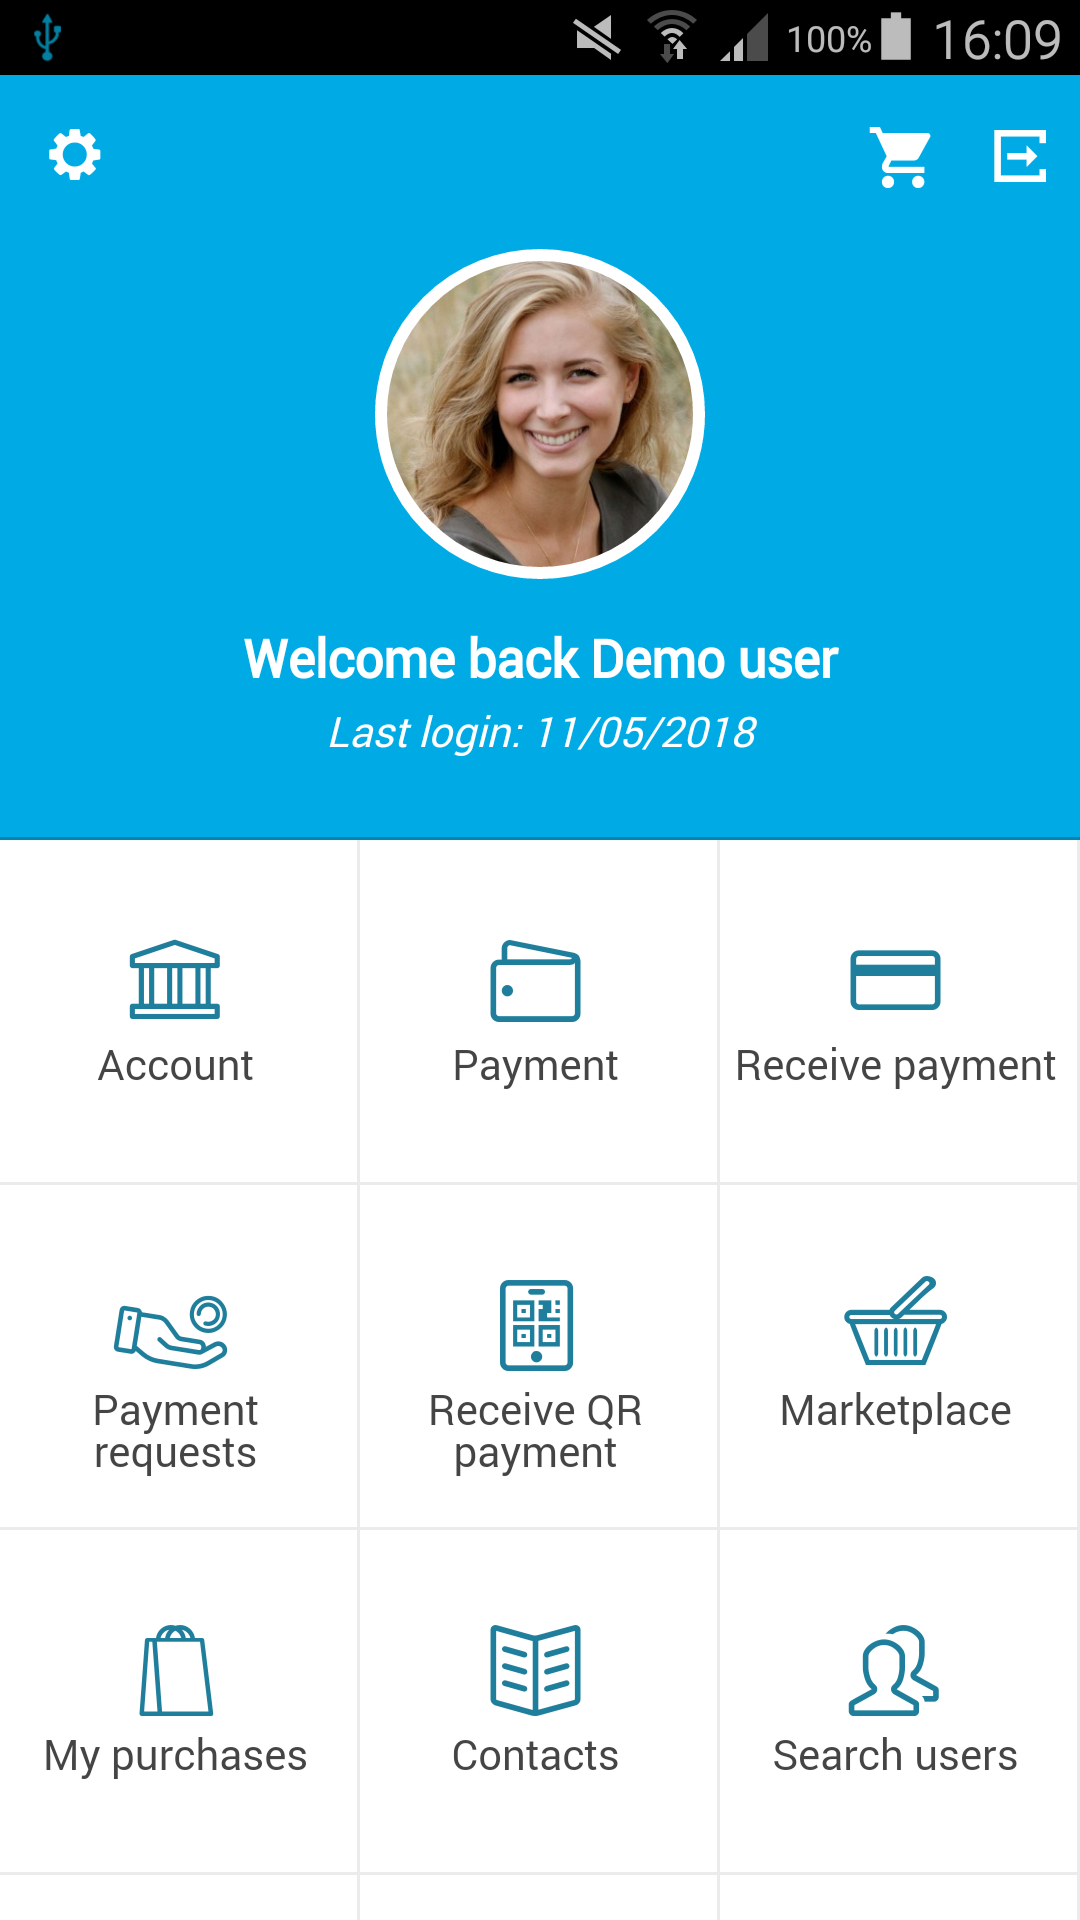 100% 16:09
Welcome back Demo user
Last login: 11/05/2018
Account
Payment
Receive payment
Payment
requests
Receive QR
payment
Marketplace
My purchases
Contacts
Search users